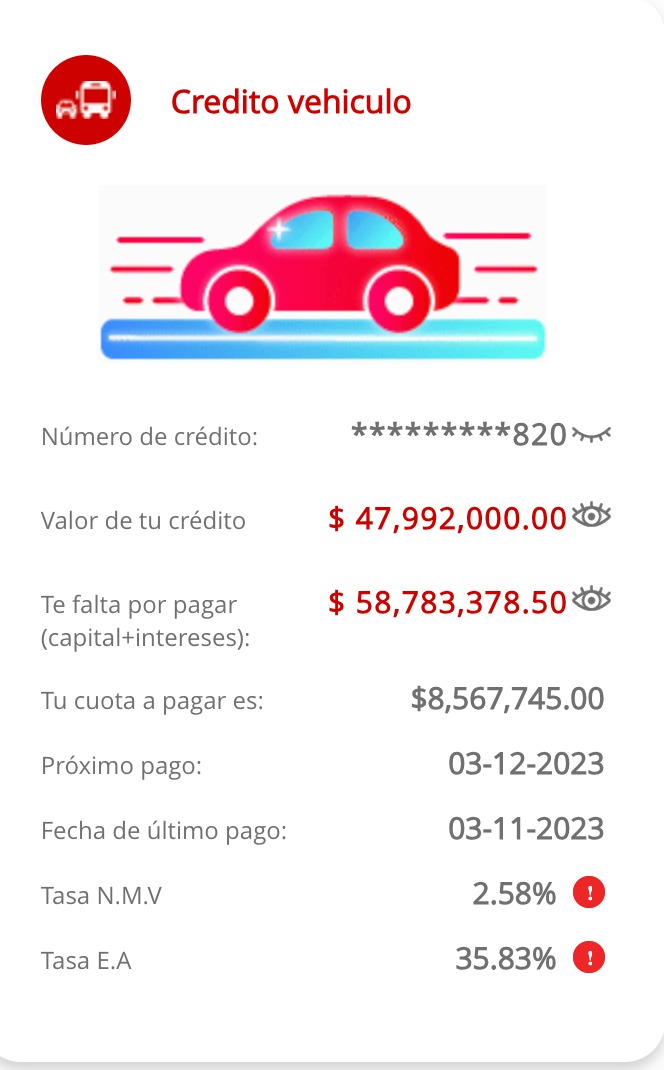 Credito vehiculo
Número de crédito: *********820
Valor de tu crédito $ 47,992,000.00
Te falta por pagar $ 58,783,378.50
(capital+intereses):
Tu cuota a pagar es: $8,567,745.00
Próximo pago: 03-12-2023
Fecha de último pago: 03-11-2023
Tasa N.M.V 2.58% !
Tasa E.A 35.83% !